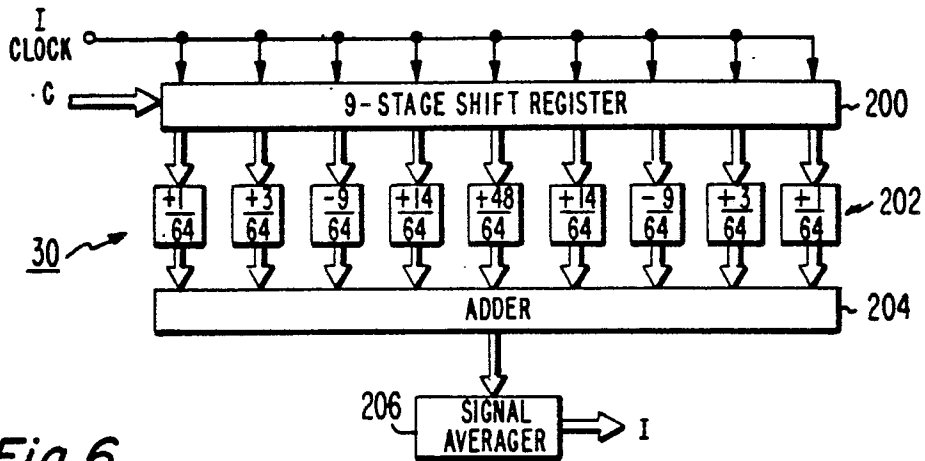 I
CLOCK
C
9-STAGE SHIFT REGISTER
200
+1/64 +3/64 -9/64 +14/64 +48/64 +14/64 -9/64 +3/64 +1/64
202
30
ADDER
204
206
SIGNAL
AVERAGER
I
Fig. 6